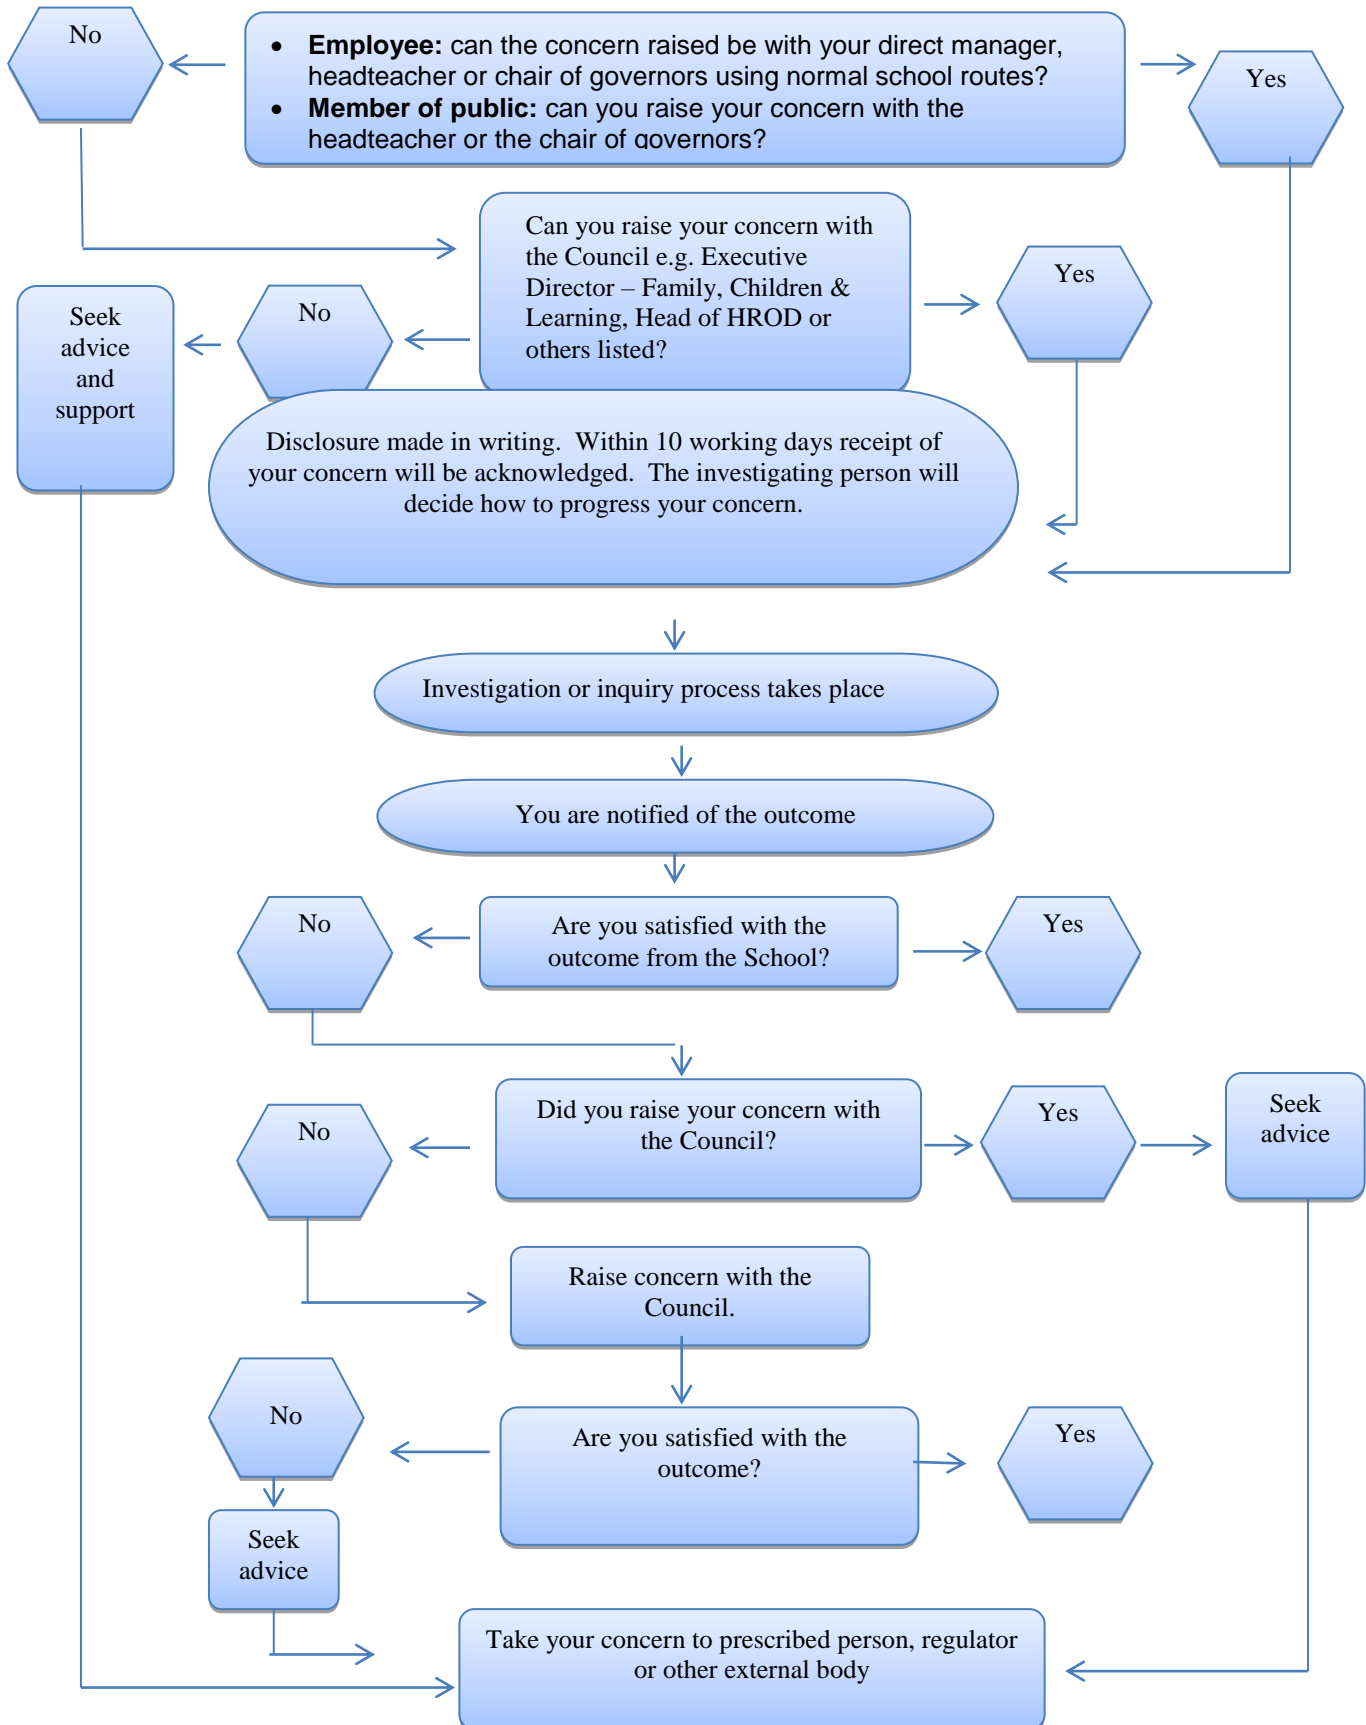 No
• Employee: can the concern raised be with your direct manager,
headteacher or chair of governors using normal school routes?
• Member of public: can you raise your concern with the
headteacher or the chair of governors?
Yes
Can you raise your concern with
the Council e.g. Executive
Director – Family, Children &
Learning, Head of HROD or
others listed?
Yes
No
Seek
advice
and
support
Disclosure made in writing. Within 10 working days receipt of
your concern will be acknowledged. The investigating person will
decide how to progress your concern.
Investigation or inquiry process takes place
You are notified of the outcome
No
Are you satisfied with the
outcome from the School?
Yes
No
Did you raise your concern with
the Council?
Yes
Seek
advice
Raise concern with the
Council.
No
Are you satisfied with the
outcome?
Yes
Seek
advice
Take your concern to prescribed person, regulator
or other external body